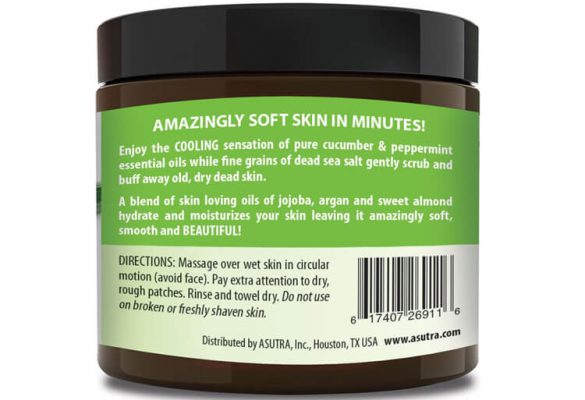 AMAZINGLY SOFT SKIN IN MINUTES!
Enjoy the COOLING sensation of pure cucumber & peppermint
essential oils while fine grains of dead sea salt gently scrub and
buff away old, dry dead skin.
A blend of skin loving oils of jojoba, argan and sweet almond
hydrate and moisturizes your skin leaving it amazingly soft,
smooth and BEAUTIFUL!
DIRECTIONS: Massage over wet skin in circular
motion (avoid face). Pay extra attention to dry,
rough patches. Rinse and towel dry. Do not use
on broken or freshly shaven skin.
6 17407 26911 6
Distributed by ASUTRA, Inc., Houston, TX USA www.asutra.com